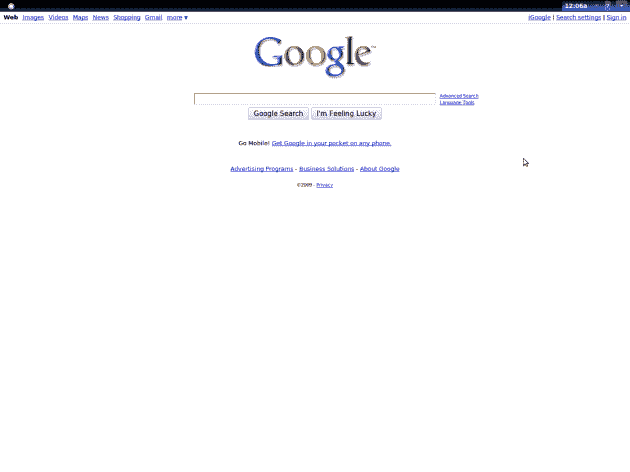 12:06a
Web Images Videos Maps News Shopping Gmail more ▼
iGoogle | Search settings | Sign in
Google™
Advanced Search
Language Tools
Google Search I'm Feeling Lucky
Go Mobile! Get Google in your pocket on any phone.
Advertising Programs - Business Solutions - About Google
©2009 - Privacy